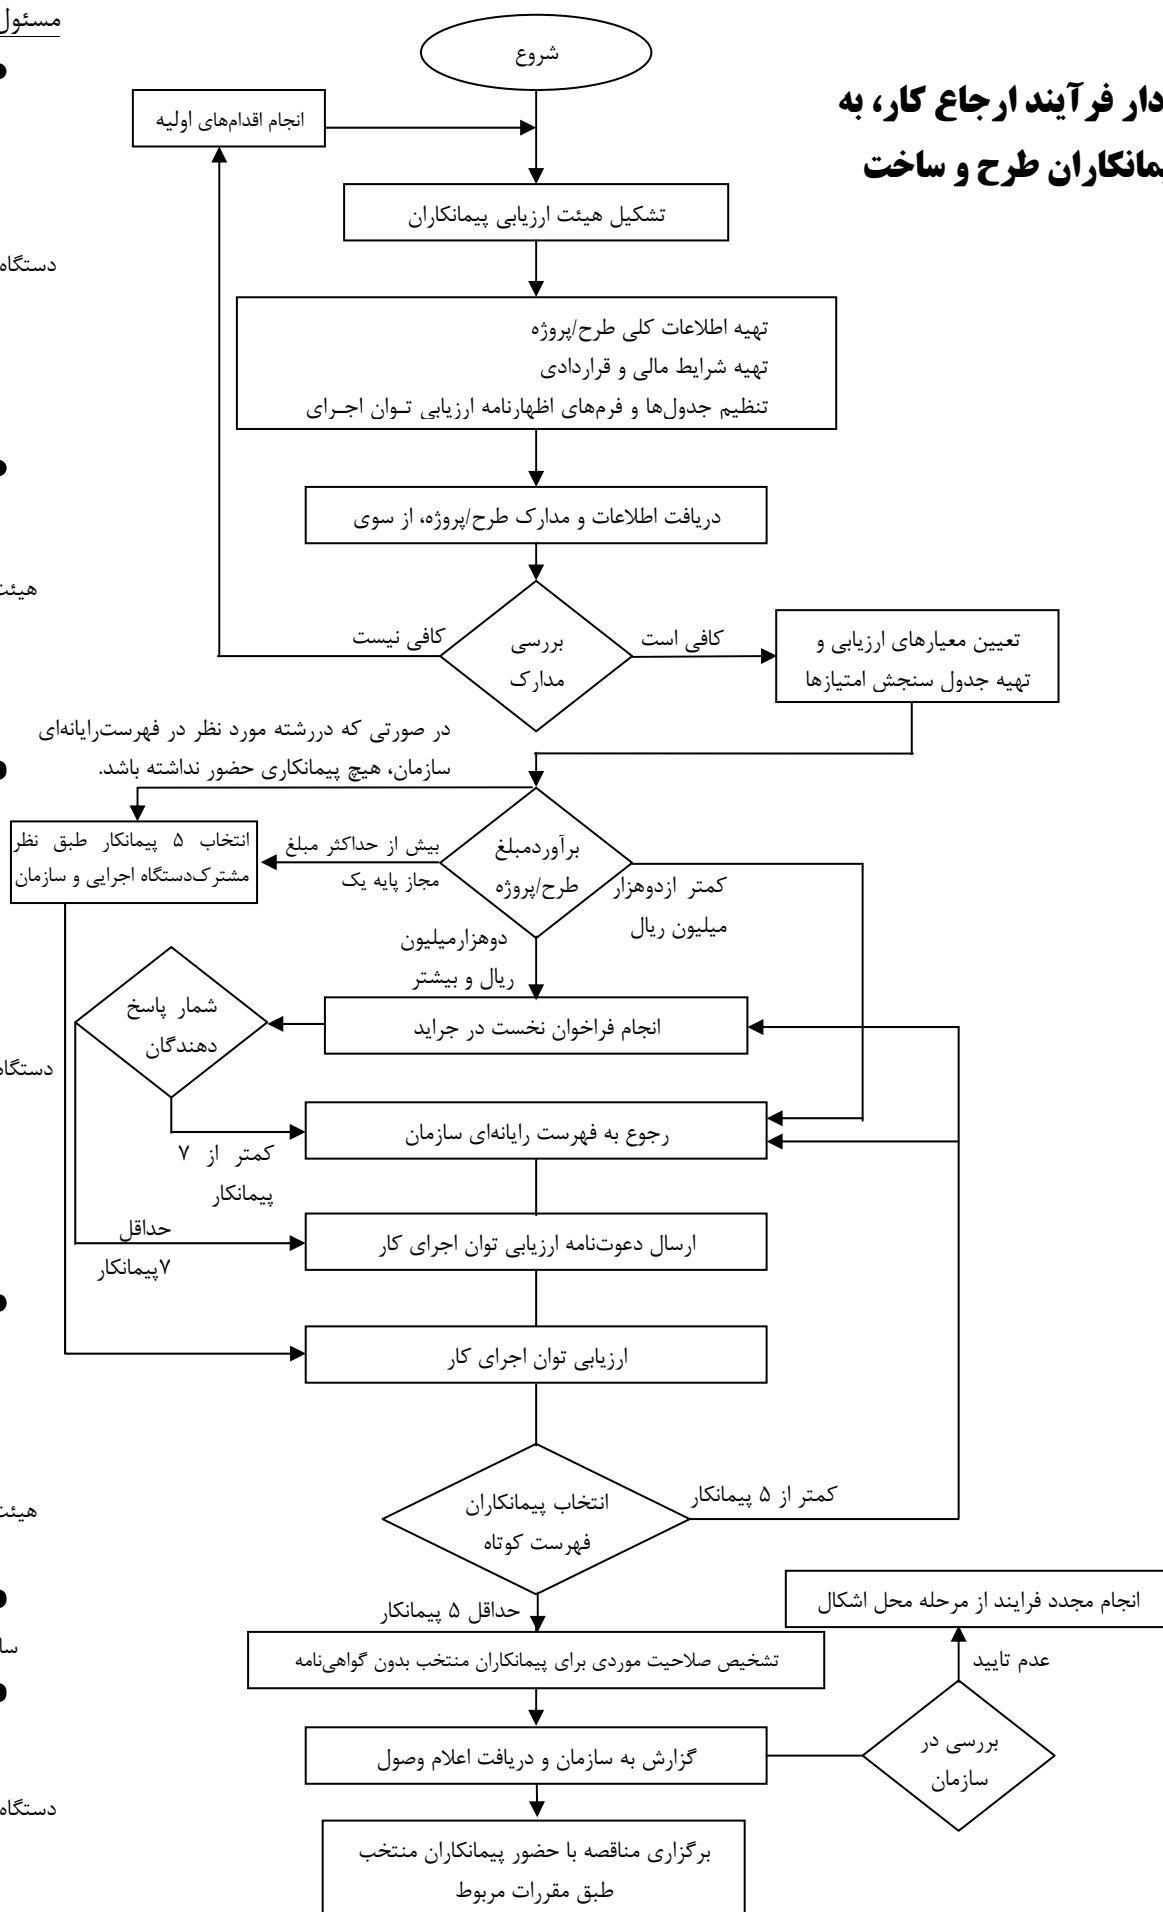 مسئول
شروع
دار فرآیند ارجاع کار، به
مانکاران طرح و ساخت
انجام اقدام‌های اولیه
تشکیل هیئت ارزیابی پیمانکاران
دستگاه
تهیه اطلاعات کلی طرح/پروژه
تهیه شرایط مالی و قراردادی
تنظیم جدول‌ها و فرم‌های اظهارنامه ارزیابی تـوان اجـرای
دریافت اطلاعات و مدارک طرح/پروژه، از سوی
هیئت
بررسی
مدارک
کافی نیست
کافی است
تعیین معیارهای ارزیابی و
تهیه جدول سنجش امتیازها
در صورتی که دررشته مورد نظر در فهرست‌رایانه‌ای
سازمان، هیچ پیمانکاری حضور نداشته باشد.
برآوردمبلغ
طرح/پروژه
بیش از حداکثر مبلغ
مجاز پایه یک
انتخاب ۵ پیمانکار طبق نظر
مشترک‌دستگاه اجرایی و سازمان
کمتر ازدوهزار
میلیون ریال
دوهزارمیلیون
ریال و بیشتر
انجام فراخوان نخست در جراید
شمار پاسخ
دهندگان
دستگاه
رجوع به فهرست رایانه‌ای سازمان
کمتر از ۷
پیمانکار
حداقل
۷پیمانکار
ارسال دعوت‌نامه ارزیابی توان اجرای کار
ارزیابی توان اجرای کار
انتخاب پیمانکاران
فهرست کوتاه
کمتر از ۵ پیمانکار
هیئت
حداقل ۵ پیمانکار
انجام مجدد فرایند از مرحله محل اشکال
سا
تشخیص صلاحیت موردی برای پیمانکاران منتخب بدون گواهی‌نامه
عدم تایید
گزارش به سازمان و دریافت اعلام وصول
بررسی در
سازمان
دستگاه
برگزاری مناقصه با حضور پیمانکاران منتخب
طبق مقررات مربوط